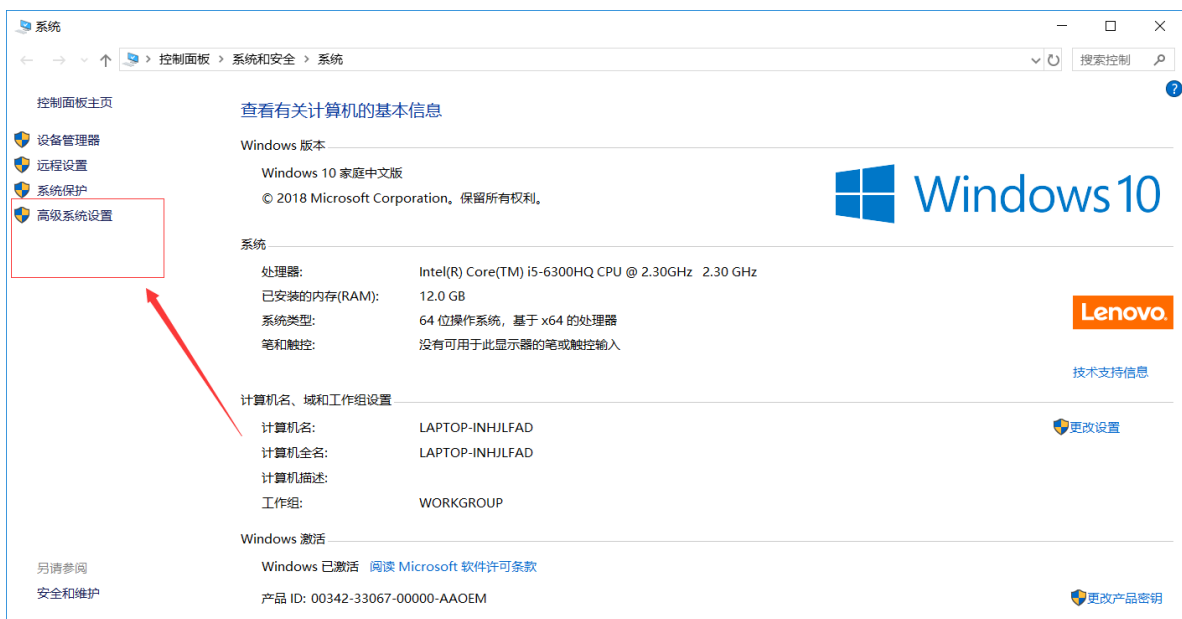 系统
控制面板 > 系统和安全 > 系统
搜索控制
控制面板主页
设备管理器
远程设置
系统保护
高级系统设置
另请参阅
安全和维护
?
查看有关计算机的基本信息
Windows 版本
Windows 10 家庭中文版
© 2018 Microsoft Corporation。保留所有权利。
Windows 10
系统
处理器: Intel(R) Core(TM) i5-6300HQ CPU @ 2.30GHz 2.30 GHz
已安装的内存(RAM): 12.0 GB
系统类型: 64 位操作系统，基于 x64 的处理器
笔和触控: 没有可用于此显示器的笔或触控输入
Lenovo.
技术支持信息
计算机名、域和工作组设置
计算机名: LAPTOP-INHJLFAD
更改设置
计算机全名: LAPTOP-INHJLFAD
计算机描述:
工作组: WORKGROUP
Windows 激活
Windows 已激活 阅读 Microsoft 软件许可条款
产品 ID: 00342-33067-00000-AAOEM
更改产品密钥